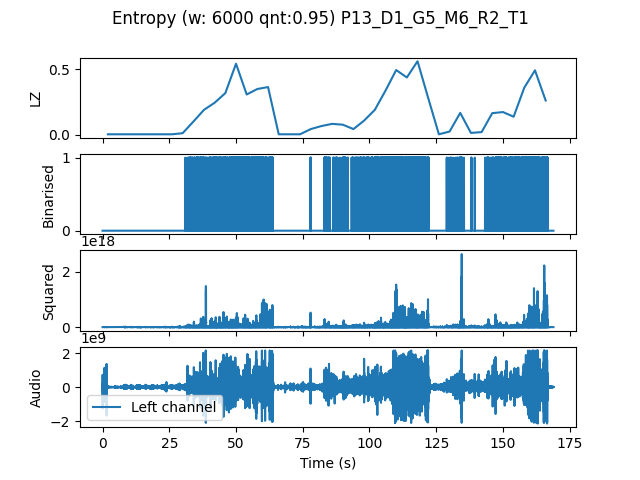 Entropy (w: 6000 qnt:0.95) P13_D1_G5_M6_R2_T1
0.5
0.0
LZ
1
0
Binarised
1e18
2
0
Squared
1e9
2
0
−2
Audio
Left channel
0 25 50 75 100 125 150 175
Time (s)